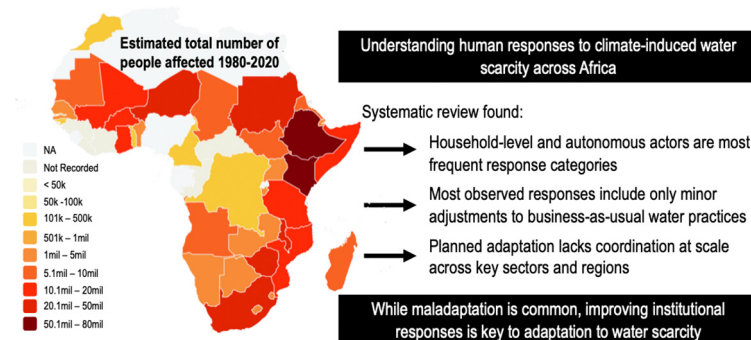 Estimated total number of
people affected 1980-2020
NA
Not Recorded
< 50k
50k -100k
101k – 500k
501k – 1mil
1mil – 5mil
5.1mil – 10mil
10.1mil – 20mil
20.1mil – 50mil
50.1mil – 80mil
Understanding human responses to climate-induced water
scarcity across Africa
Systematic review found:
Household-level and autonomous actors are most
frequent response categories
Most observed responses include only minor
adjustments to business-as-usual water practices
Planned adaptation lacks coordination at scale
across key sectors and regions
While maladaptation is common, improving institutional
responses is key to adaptation to water scarcity